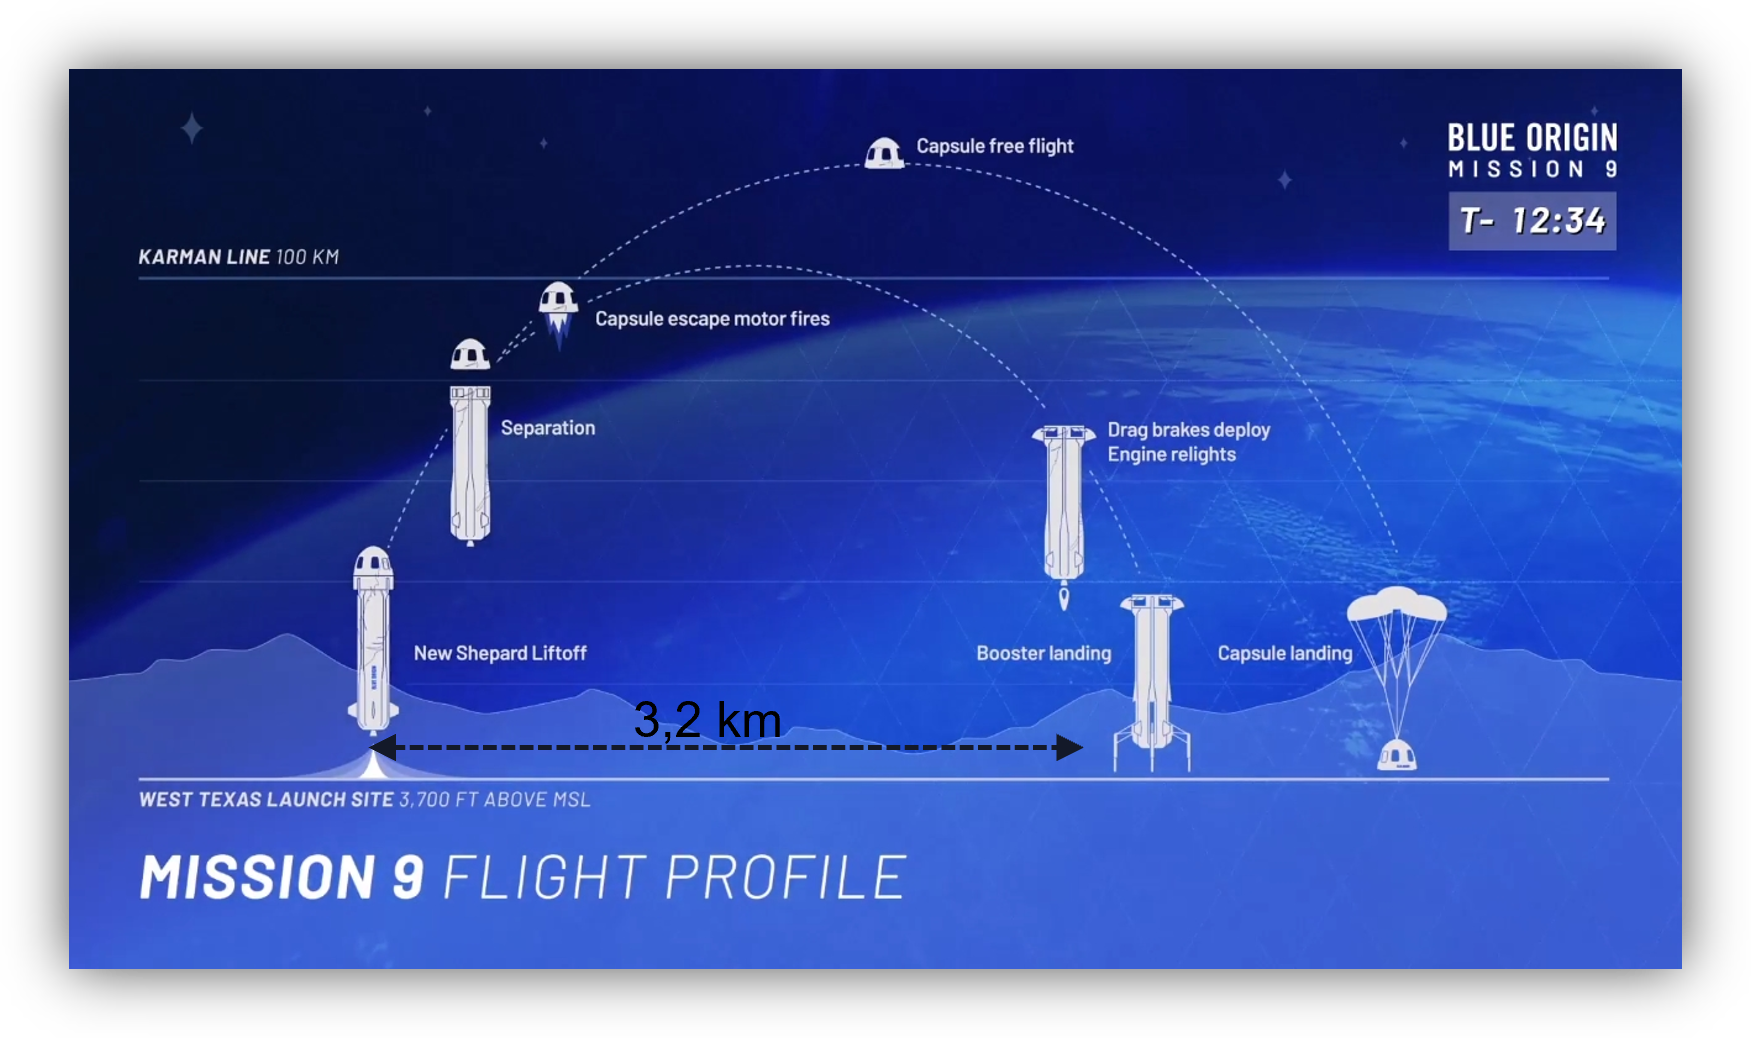 Capsule free flight
BLUE ORIGIN
MISSION 9
T- 12:34
KARMAN LINE 100 KM
Capsule escape motor fires
Separation
Drag brakes deploy
Engine relights
New Shepard Liftoff
Booster landing
Capsule landing
3,2 km
WEST TEXAS LAUNCH SITE 3,700 FT ABOVE MSL
MISSION 9 FLIGHT PROFILE